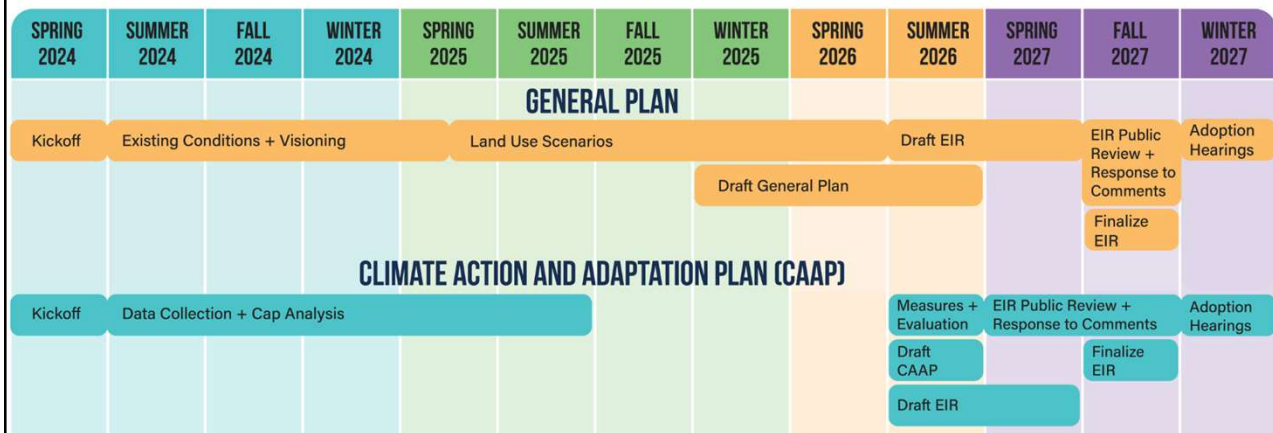 SPRING 2024
SUMMER 2024
FALL 2024
WINTER 2024
SPRING 2025
SUMMER 2025
FALL 2025
WINTER 2025
SPRING 2026
SUMMER 2026
SPRING 2027
FALL 2027
WINTER 2027
GENERAL PLAN
Kickoff
Existing Conditions + Visioning
Land Use Scenarios
Draft EIR
EIR Public
Review +
Response to
Comments
Adoption
Hearings
Draft General Plan
Finalize
EIR
CLIMATE ACTION AND ADAPTATION PLAN (CAAP)
Kickoff
Data Collection + Cap Analysis
Measures +
Evaluation
EIR Public Review +
Response to Comments
Adoption
Hearings
Draft
CAAP
Finalize
EIR
Draft EIR